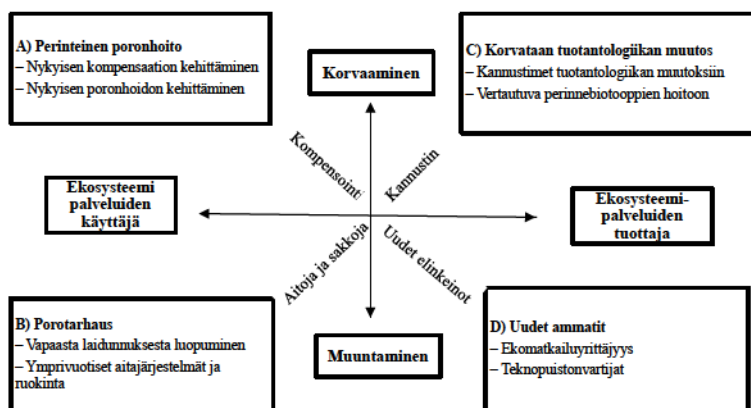 A) Perinteinen poronhoito
– Nykyisen kompensaation kehittäminen
– Nykyisen poronhoidon kehittäminen
Korvaaminen
C) Korvataan tuotantologiikan muutos
– Kannustimet tuotantologiikan muutoksiin
– Vertautuva perinnebiotooppien hoitoon
Kompensointi
Kannustin
Ekosysteemi
palveluiden
käyttäjä
Ekosysteemi-
palveluiden
tuottaja
Aitoja ja sakkoja
Uudet elinkeinot
B) Porotarhaus
– Vapaasta laidunnuksesta luopuminen
– Ymprivuotiset aitajärjestelmät ja
ruokinta
Muuntaminen
D) Uudet ammatit
– Ekomatkailuyrittäjyys
– Teknopuistonvartijat